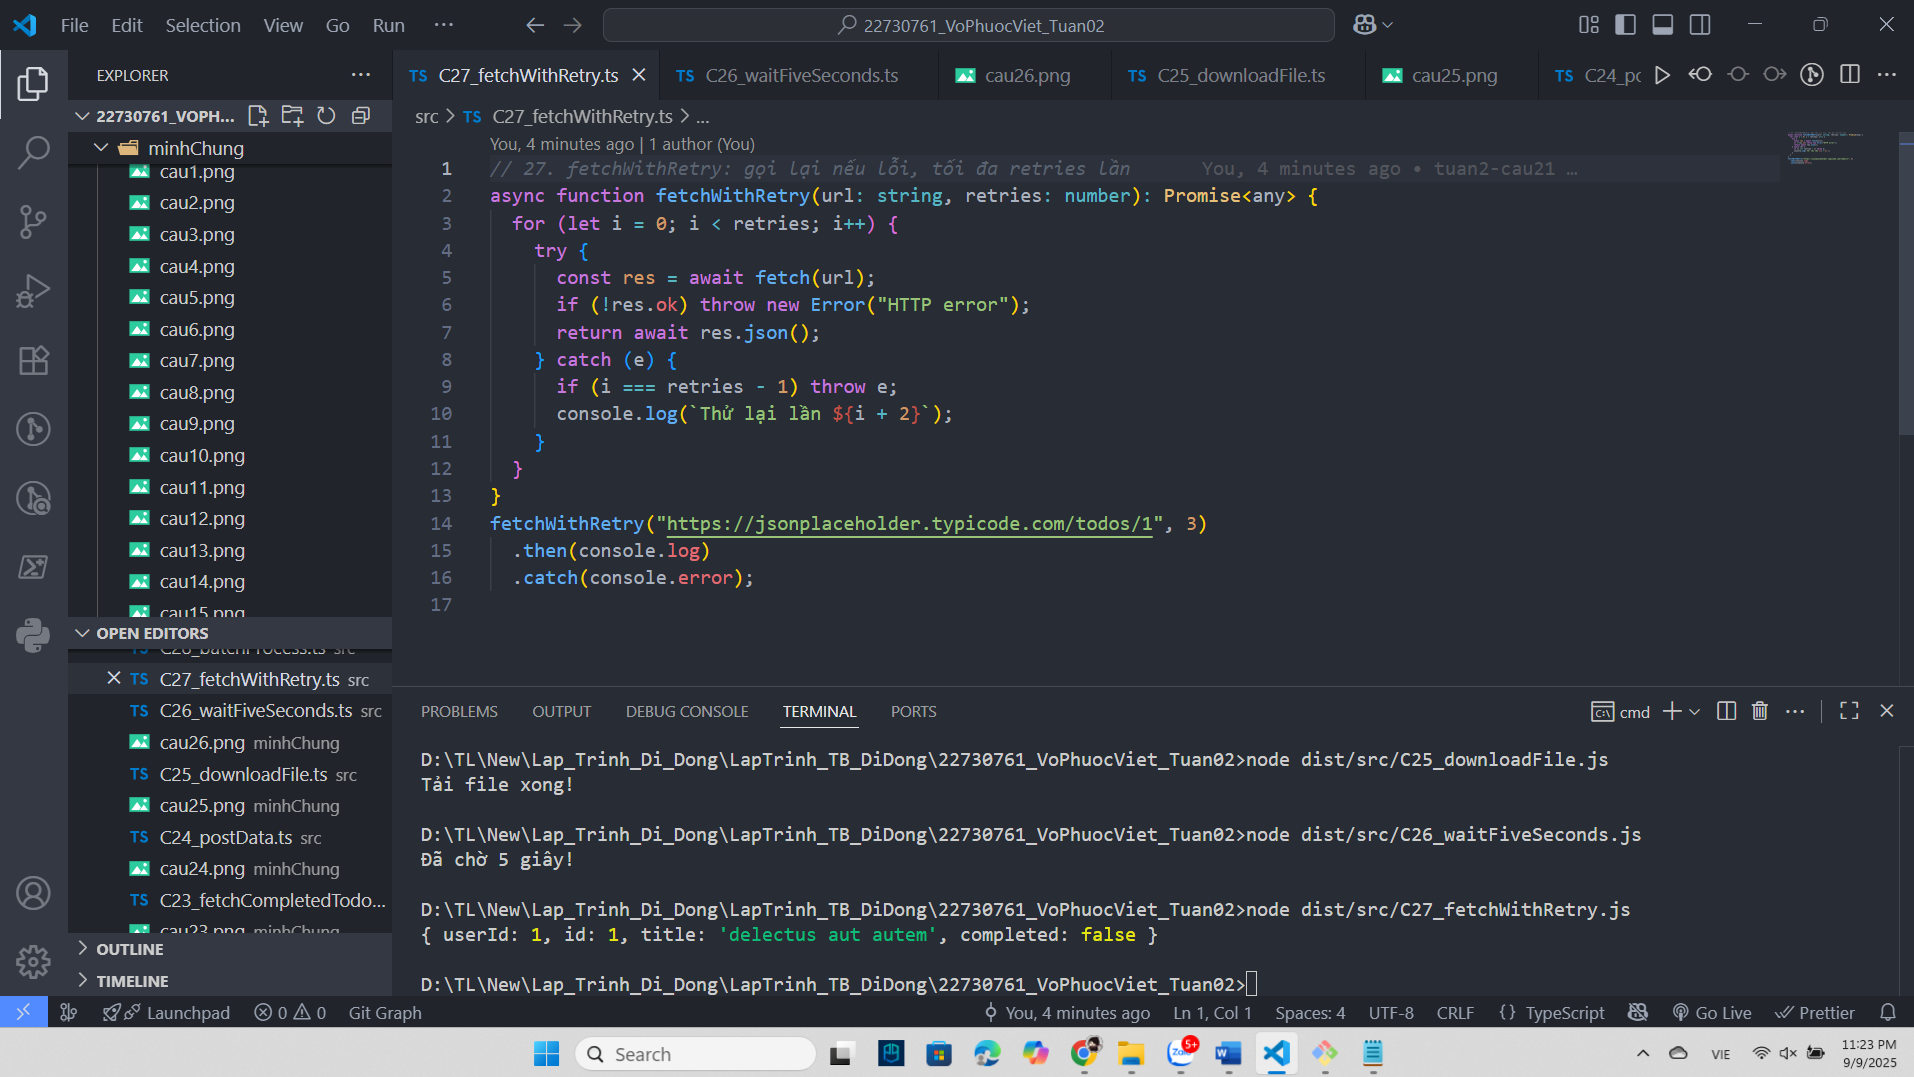 File Edit Selection View Go Run ...
22730761_VoPhuocViet_Tuan02
EXPLORER
22730761_VOPH...
minhChung
cau1.png
cau2.png
cau3.png
cau4.png
cau5.png
cau6.png
cau7.png
cau8.png
cau9.png
cau10.png
cau11.png
cau12.png
cau13.png
cau14.png
cau15.png
OPEN EDITORS
C28_batchProcess.ts src
TS C27_fetchWithRetry.ts src
TS C26_waitFiveSeconds.ts src
cau26.png minhChung
TS C25_downloadFile.ts src
cau25.png minhChung
TS C24_postData.ts src
cau24.png minhChung
TS C23_fetchCompletedTodo...
cau23.png minhChung
OUTLINE
TIMELINE
TS C27_fetchWithRetry.ts
TS C26_waitFiveSeconds.ts
cau26.png
TS C25_downloadFile.ts
cau25.png
TS C24_po
src > TS C27_fetchWithRetry.ts > ...
You, 4 minutes ago | 1 author (You)
1 // 27. fetchWithRetry: gọi lại nếu lỗi, tối đa retries lần You, 4 minutes ago • tuan2-cau21 …
2 async function fetchWithRetry(url: string, retries: number): Promise<any> {
3 for (let i = 0; i < retries; i++) {
4 try {
5 const res = await fetch(url);
6 if (!res.ok) throw new Error("HTTP error");
7 return await res.json();
8 } catch (e) {
9 if (i === retries - 1) throw e;
10 console.log(`Thử lại lần ${i + 2}`);
11 }
12 }
13 }
14 fetchWithRetry("https://jsonplaceholder.typicode.com/todos/1", 3)
15 .then(console.log)
16 .catch(console.error);
17
PROBLEMS OUTPUT DEBUG CONSOLE TERMINAL PORTS
cmd
D:\TL\New\Lap_Trinh_Di_Dong\LapTrinh_TB_DiDong\22730761_VoPhuocViet_Tuan02>node dist/src/C25_downloadFile.js
Tải file xong!
D:\TL\New\Lap_Trinh_Di_Dong\LapTrinh_TB_DiDong\22730761_VoPhuocViet_Tuan02>node dist/src/C26_waitFiveSeconds.js
Đã chờ 5 giây!
D:\TL\New\Lap_Trinh_Di_Dong\LapTrinh_TB_DiDong\22730761_VoPhuocViet_Tuan02>node dist/src/C27_fetchWithRetry.js
{ userId: 1, id: 1, title: 'delectus aut autem', completed: false }
D:\TL\New\Lap_Trinh_Di_Dong\LapTrinh_TB_DiDong\22730761_VoPhuocViet_Tuan02>
Launchpad 0 0 Git Graph
You, 4 minutes ago Ln 1, Col 1 Spaces: 4 UTF-8 CRLF {} TypeScript Go Live Prettier
Search
5+
Zalo
VIE
11:23 PM
9/9/2025